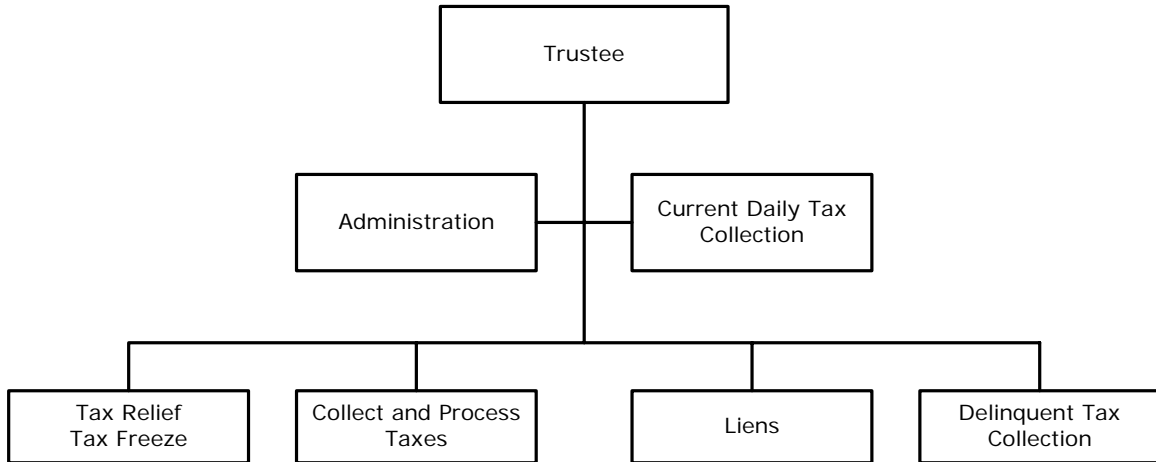 Trustee
Administration
Current Daily Tax
Collection
Tax Relief
Tax Freeze
Collect and Process
Taxes
Liens
Delinquent Tax
Collection